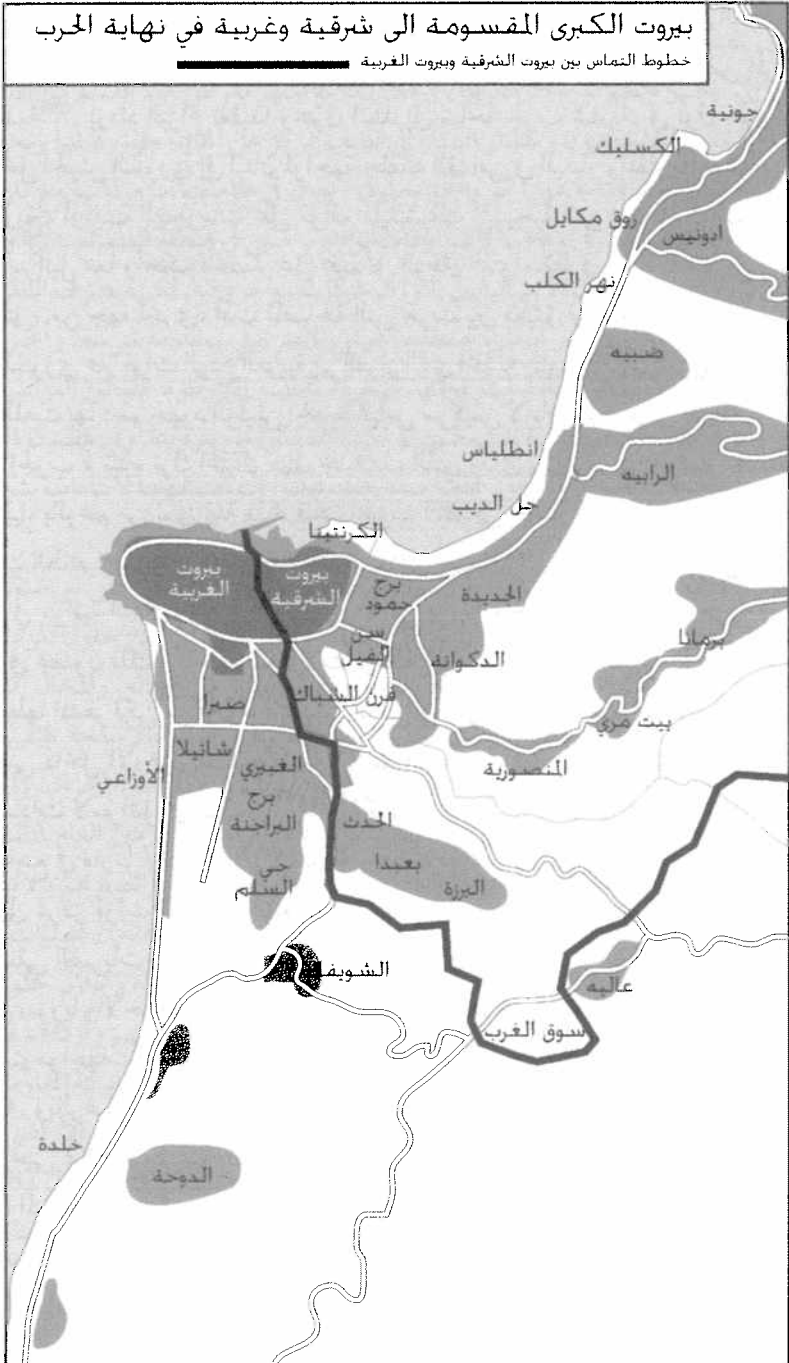 بيروت الكبرى المقسومة الى شرقية وغربية في نهاية الحرب
خطوط التماس بين بيروت الشرقية وبيروت الغربية
جونية
الكسليك
زوق مكايل
ادونيس
نهر الكلب
ضبيه
انطلياس
الرابيه
جل الديب
الكرنتينا
بيروت
الغربية
بيروت
الشرقية
برج
حمود
الجديدة
سن
الفيل
الدكوانة
برمانا
فرن الشباك
صبرا
بيت مري
شاتيلا
المنصورية
الأوزاعي
الغبيري
برج
البراجنة
الحدث
بعبدا
حي
السلم
اليرزة
الشويفات
عاليه
سوق الغرب
خلدة
الدوحة